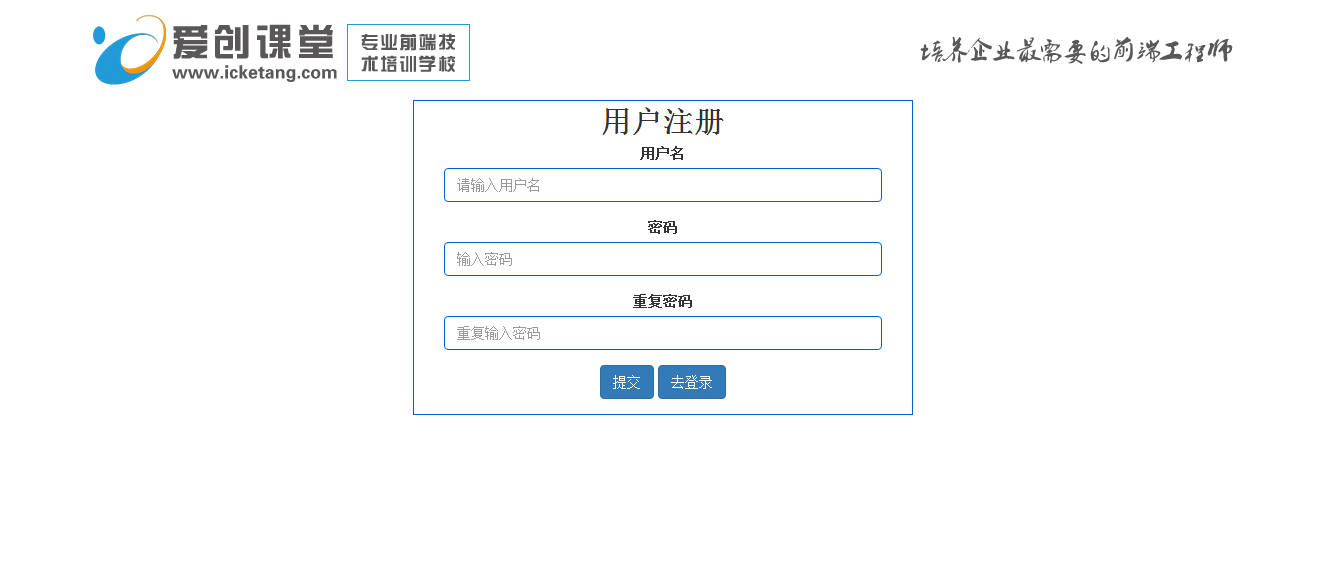 爱创课堂
www.icketang.com
专业前端技
术培训学校
培养企业最需要的前端工程师
用户注册
用户名
请输入用户名
密码
输入密码
重复密码
重复输入密码
提交 去登录